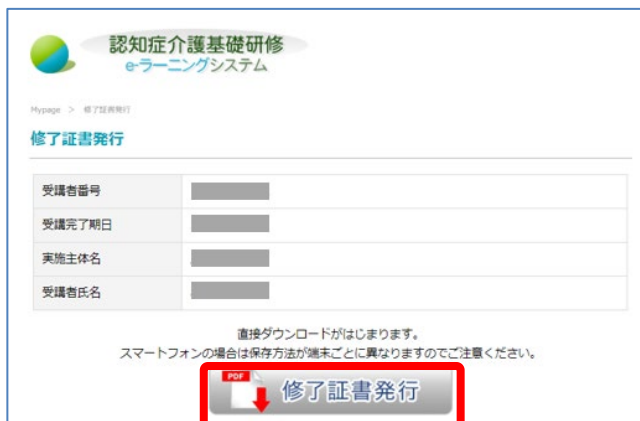 認知症介護基礎研修
e-ラーニングシステム
Mypage > 修了証書発行
修了証書発行
受講者番号
受講完了期日
実施主体名
受講者氏名
直接ダウンロードがはじまります。
スマートフォンの場合は保存方法が端末ごとに異なりますのでご注意ください。
PDF
修了証書発行